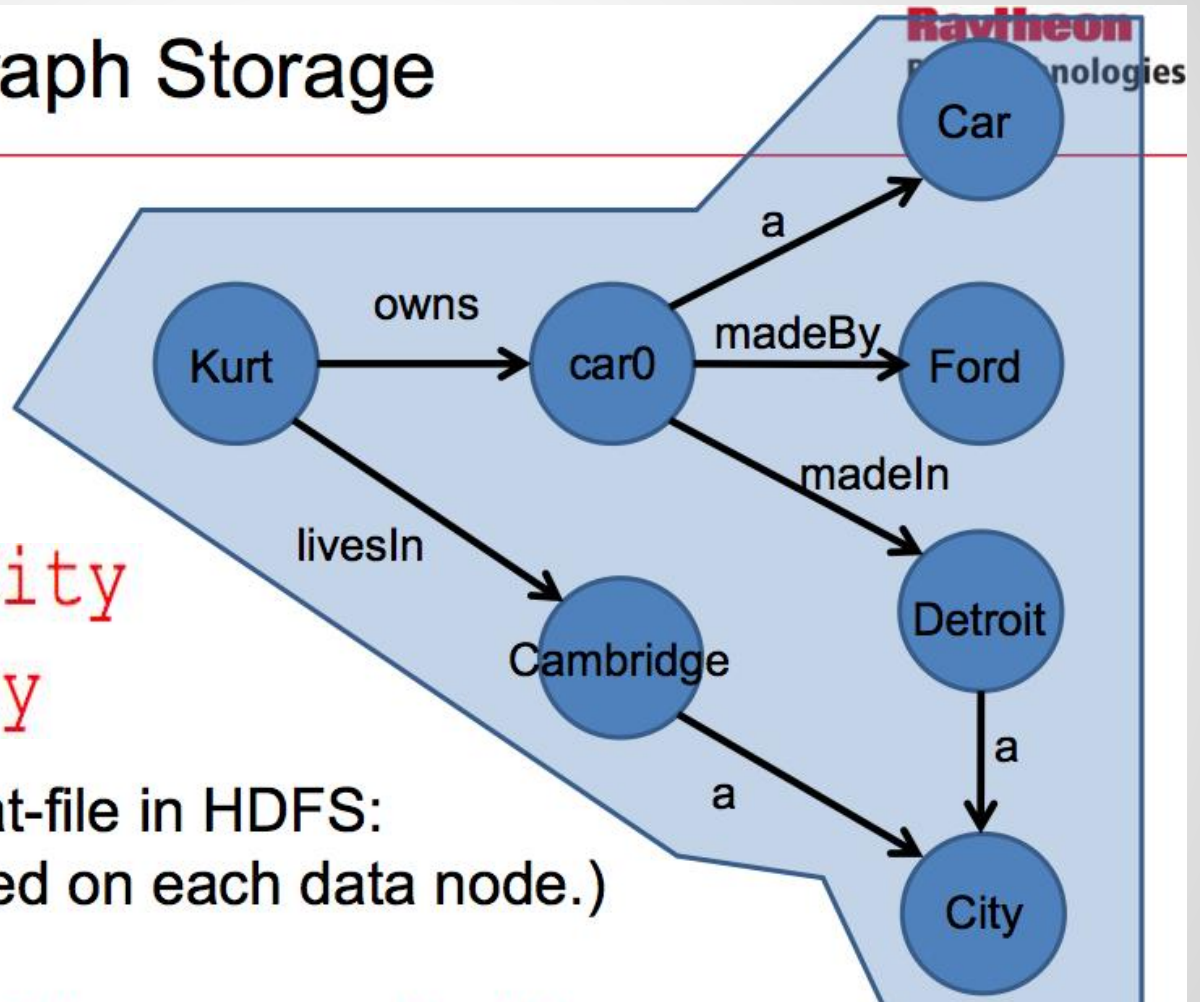 aph Storage
Raytheon
nologies
Car
a
owns
madeBy
Kurt
car0
Ford
madeIn
livesIn
ity
Detroit
Cambridge
y
a
a
at-file in HDFS:
ed on each data node.)
City